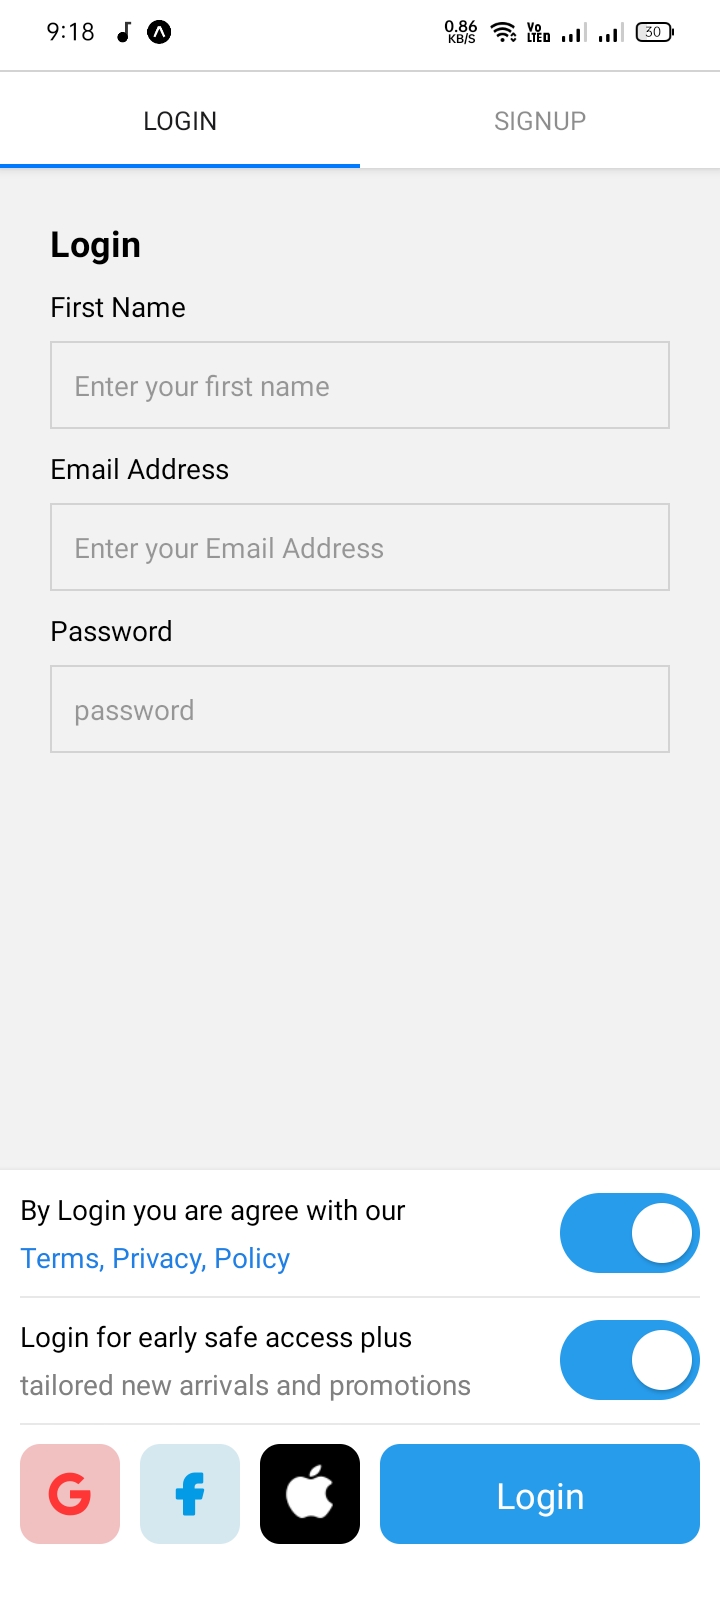 9:18
0.86
KB/S
Vo
LTED
30
LOGIN
SIGNUP
Login
First Name
Enter your first name
Email Address
Enter your Email Address
Password
password
By Login you are agree with our
Terms, Privacy, Policy
Login for early safe access plus
tailored new arrivals and promotions
G
f
Login